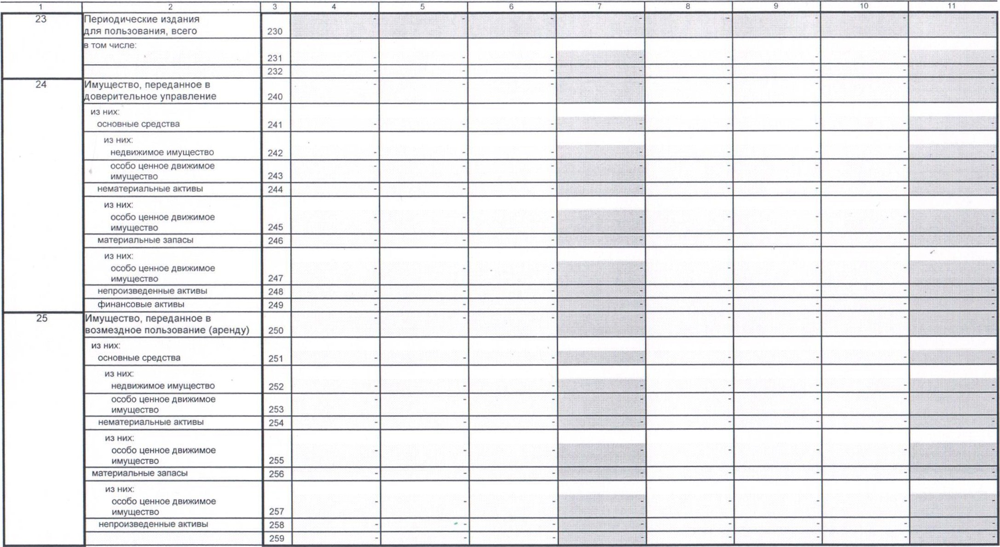 1 2 3 4 5 6 7 8 9 10 11
23 Периодические издания - - - - - - - -
для пользования, всего 230
в том числе:
231 - - - - - - - -
232 - - - - - - - -
24 Имущество, переданное в - - - - - - - -
доверительное управление 240
из них:
основные средства 241 - - - - - - - -
из них:
недвижимое имущество 242 - - - - - - - -
особо ценное движимое - - - - - - - -
имущество 243
нематериальные активы 244 - - - - - - - -
из них:
особо ценное движимое - - - - - - - -
имущество 245
материальные запасы 246 - - - - - - - -
из них:
особо ценное движимое - - - - - - - -
имущество 247
непроизведенные активы 248 - - - - - - - -
финансовые активы 249 - - - - - - - -
25 Имущество, переданное в - - - - - - - -
возмездное пользование (аренду) 250
из них:
основные средства 251 - - - - - - - -
из них:
недвижимое имущество 252 - - - - - - - -
особо ценное движимое - - - - - - - -
имущество 253
нематериальные активы 254 - - - - - - - -
из них:
особо ценное движимое - - - - - - - -
имущество 255
материальные запасы 256 - - - - - - - -
из них:
особо ценное движимое - - - - - - - -
имущество 257
непроизведенные активы 258 - - - - - - - -
259 - - - - - - - -